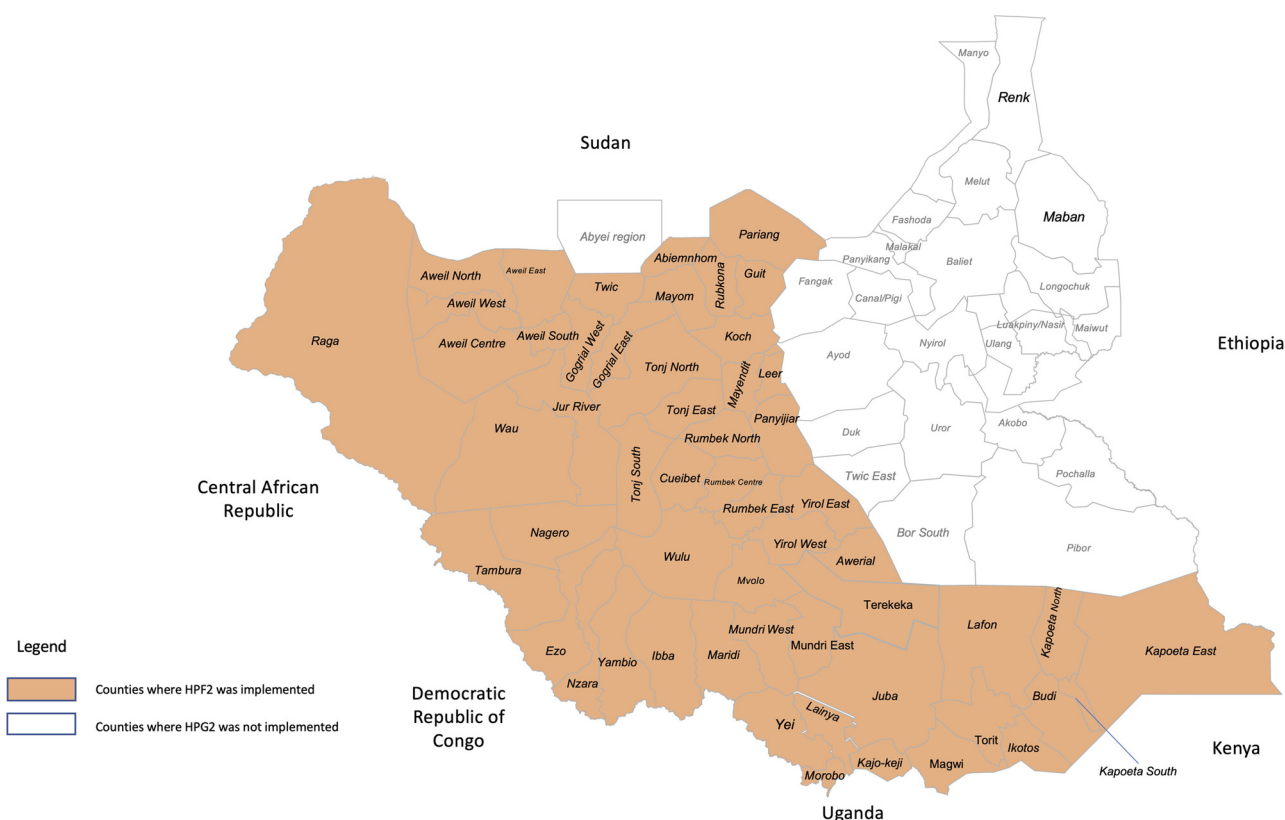 Manyo
Renk
Sudan
Melut
Fashoda
Maban
Abyei region
Pariang
Malakal
Abiemnhom
Panyikang
Baliet
Aweil North
Aweil East
Guit
Fangak
Longochuk
Twic
Rubkona
Mayom
Canal/Pigi
Aweil West
Luakpiny/Nasir
Maiwut
Aweil South
Gogrial West
Gogrial East
Koch
Raga
Aweil Centre
Nyirol
Ulang
Ethiopia
Ayod
Tonj North
Mayendit
Leer
Jur River
Tonj East
Panyijiar
Wau
Rumbek North
Duk
Uror
Akobo
Tonj South
Cueibet
Rumbek Centre
Twic East
Pochalla
Central African
Republic
Rumbek East
Yirol East
Nagero
Yirol West
Bor South
Pibor
Wulu
Awerial
Tambura
Mvolo
Terekeka
Lafon
Kapoeta North
Mundri West
Mundri East
Legend
Ezo
Yambio
Ibba
Maridi
Kapoeta East
Nzara
Counties where HPF2 was implemented
Democratic
Republic of
Congo
Juba
Budi
Lainya
Counties where HPG2 was not implemented
Yei
Torit
Ikotos
Kenya
Morobo
Kajo-keji
Magwi
Kapoeta South
Uganda